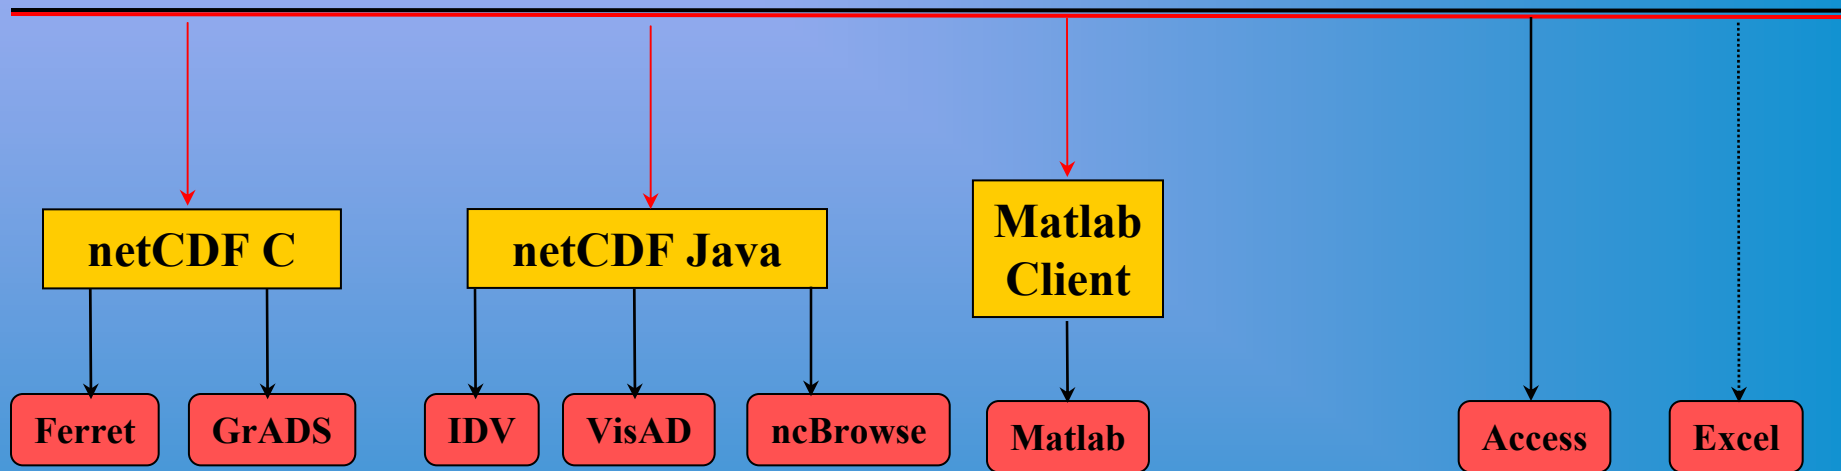 netCDF C
netCDF Java
Matlab
Client
Ferret
GrADS
IDV
VisAD
ncBrowse
Matlab
Access
Excel